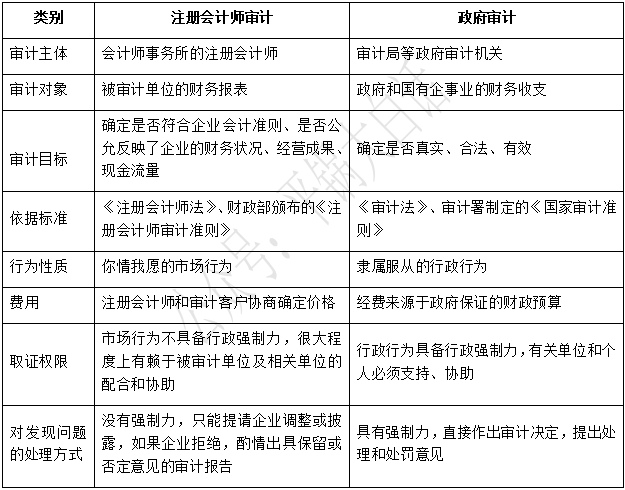 类别 注册会计师审计 政府审计
审计主体 会计师事务所的注册会计师 审计局等政府审计机关
审计对象 被审计单位的财务报表 政府和国有企事业的财务收支
审计目标
确定是否符合企业会计准则、是否公
允反映了企业的财务状况、经营成果、
现金流量
确定是否真实、合法、有效
依据标准
《注册会计师法》、财政部颁布的《注
册会计师审计准则》
《审计法》、审计署制定的《国家审计准
则》
行为性质 你情我愿的市场行为 隶属服从的行政行为
费用 注册会计师和审计客户协商确定价格 经费来源于政府保证的财政预算
取证权限
市场行为不具备行政强制力，很大程
度上有赖于被审计单位及相关单位的
配合和协助
行政行为具备行政强制力，有关单位和个
人必须支持、协助
对发现问题
的处理方式
没有强制力，只能提请企业调整或披
露，如果企业拒绝，酌情出具保留或
否定意见的审计报告
具有强制力，直接作出审计决定，提出处
理和处罚意见
公众号：平锅大白话